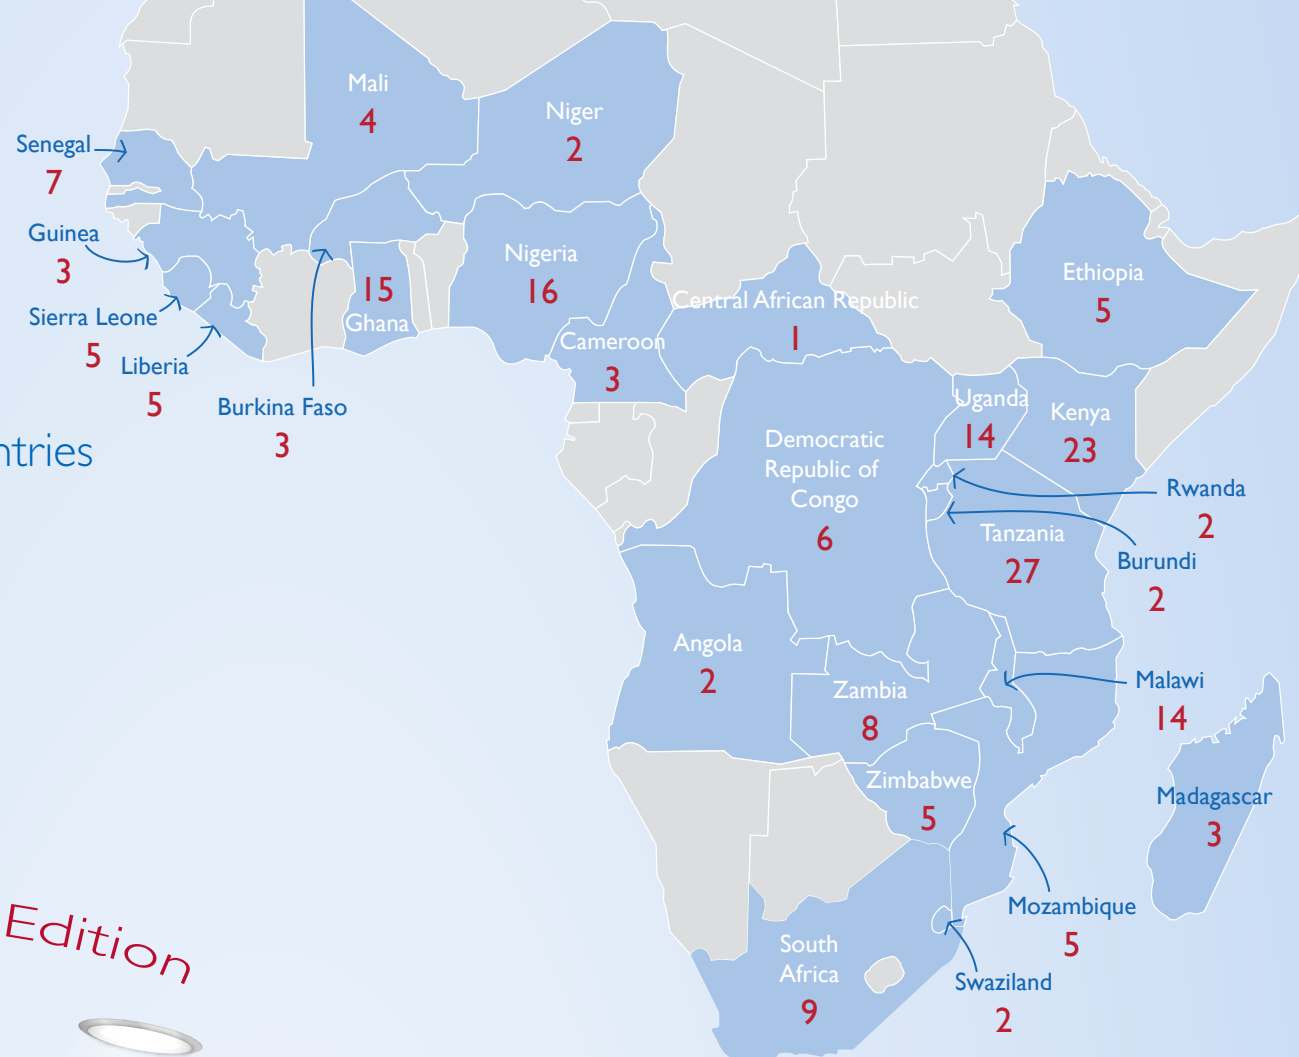 Mali
4
Niger
2
Senegal
7
Guinea
3
Nigeria
16
Ethiopia
5
15
Ghana
Central African Republic
1
Sierra Leone
5
Cameroon
3
Liberia
5
Burkina Faso
3
Uganda
14
Kenya
23
ntries
Democratic
Republic of
Congo
6
Rwanda
2
Tanzania
27
Burundi
2
Angola
2
Zambia
8
Malawi
14
Zimbabwe
5
Madagascar
3
Mozambique
5
Edition
South
Africa
9
Swaziland
2